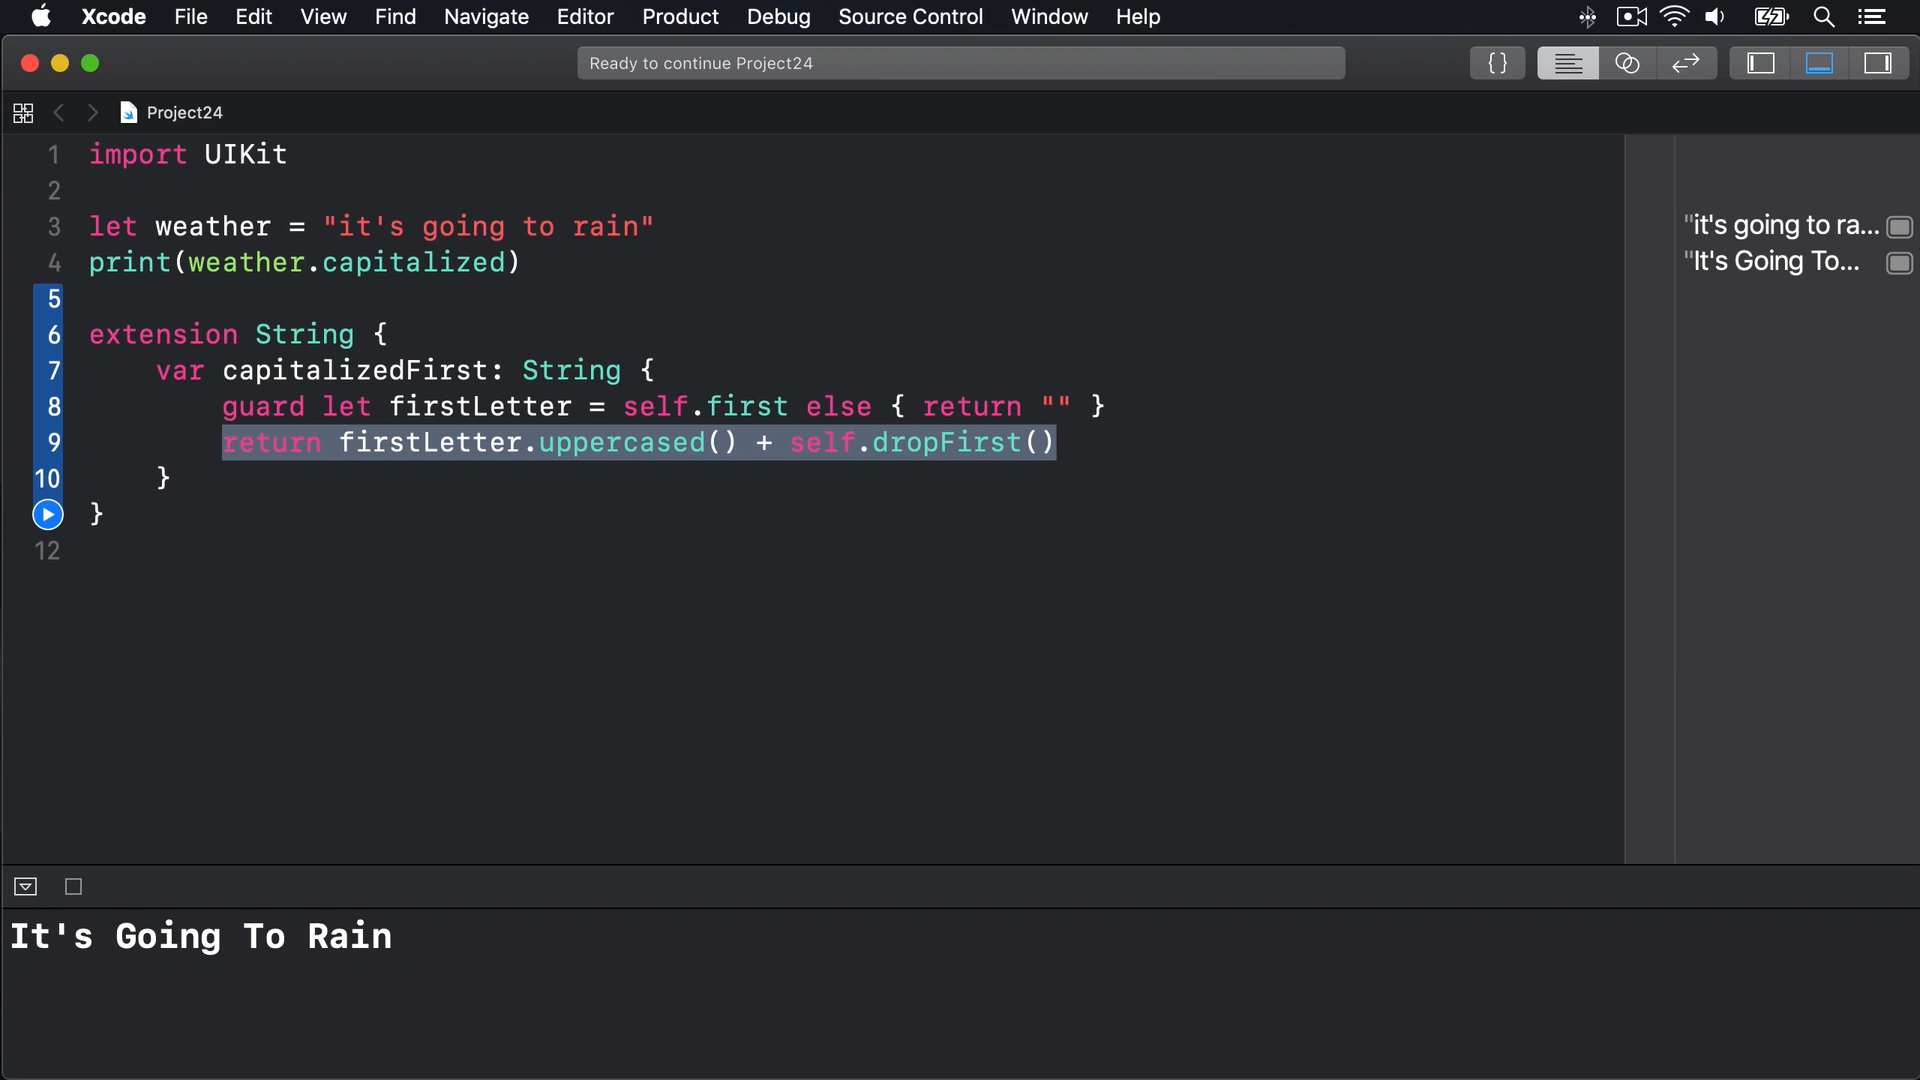 Xcode File Edit View Find Navigate Editor Product Debug Source Control Window Help
Ready to continue Project24
{ }
Project24
1 import UIKit
2
3 let weather = "it's going to rain"
"it's going to ra...
4 print(weather.capitalized)
"It's Going To...
5
6 extension String {
7 var capitalizedFirst: String {
8 guard let firstLetter = self.first else { return "" }
9 return firstLetter.uppercased() + self.dropFirst()
10 }
}
12
It's Going To Rain